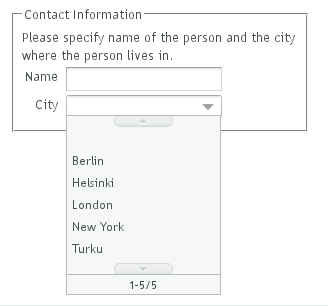 Contact Information
Please specify name of the person and the city
where the person lives in.
Name
City
Berlin
Helsinki
London
New York
Turku
1-5/5